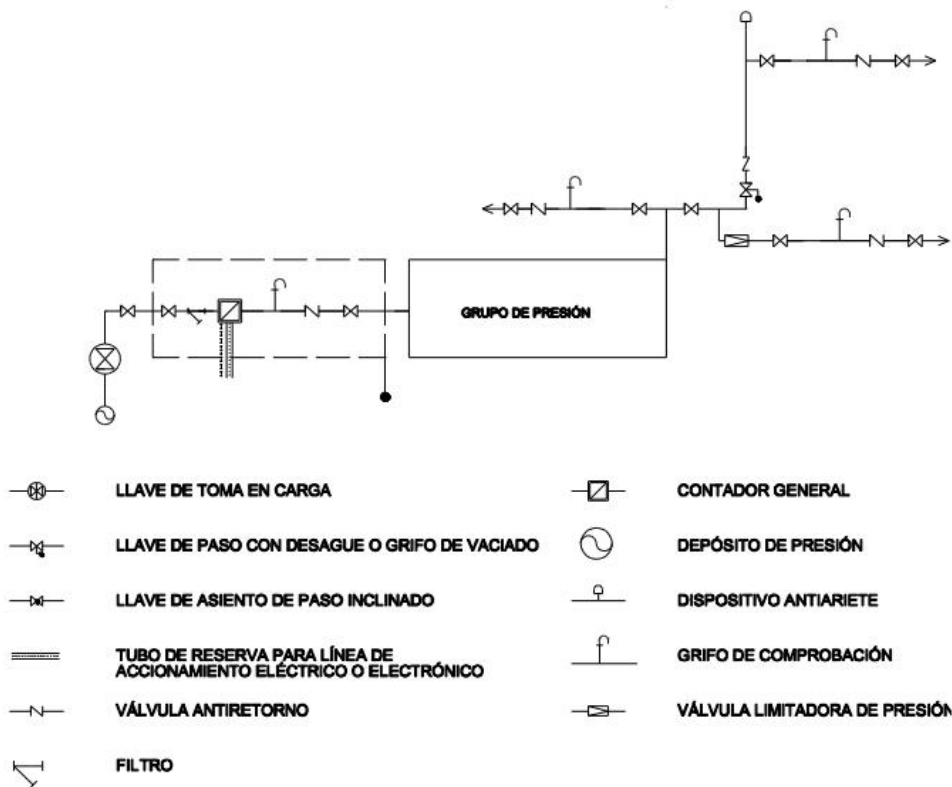 GRUPO DE PRESIÓN
LLAVE DE TOMA EN CARGA
LLAVE DE PASO CON DESAGUE O GRIFO DE VACIADO
LLAVE DE ASIENTO DE PASO INCLINADO
TUBO DE RESERVA PARA LÍNEA DE
ACCIONAMIENTO ELÉCTRICO O ELECTRÓNICO
VÁLVULA ANTIRETORNO
FILTRO
CONTADOR GENERAL
DEPÓSITO DE PRESIÓN
DISPOSITIVO ANTIARIETE
GRIFO DE COMPROBACIÓN
VÁLVULA LIMITADORA DE PRESIÓN